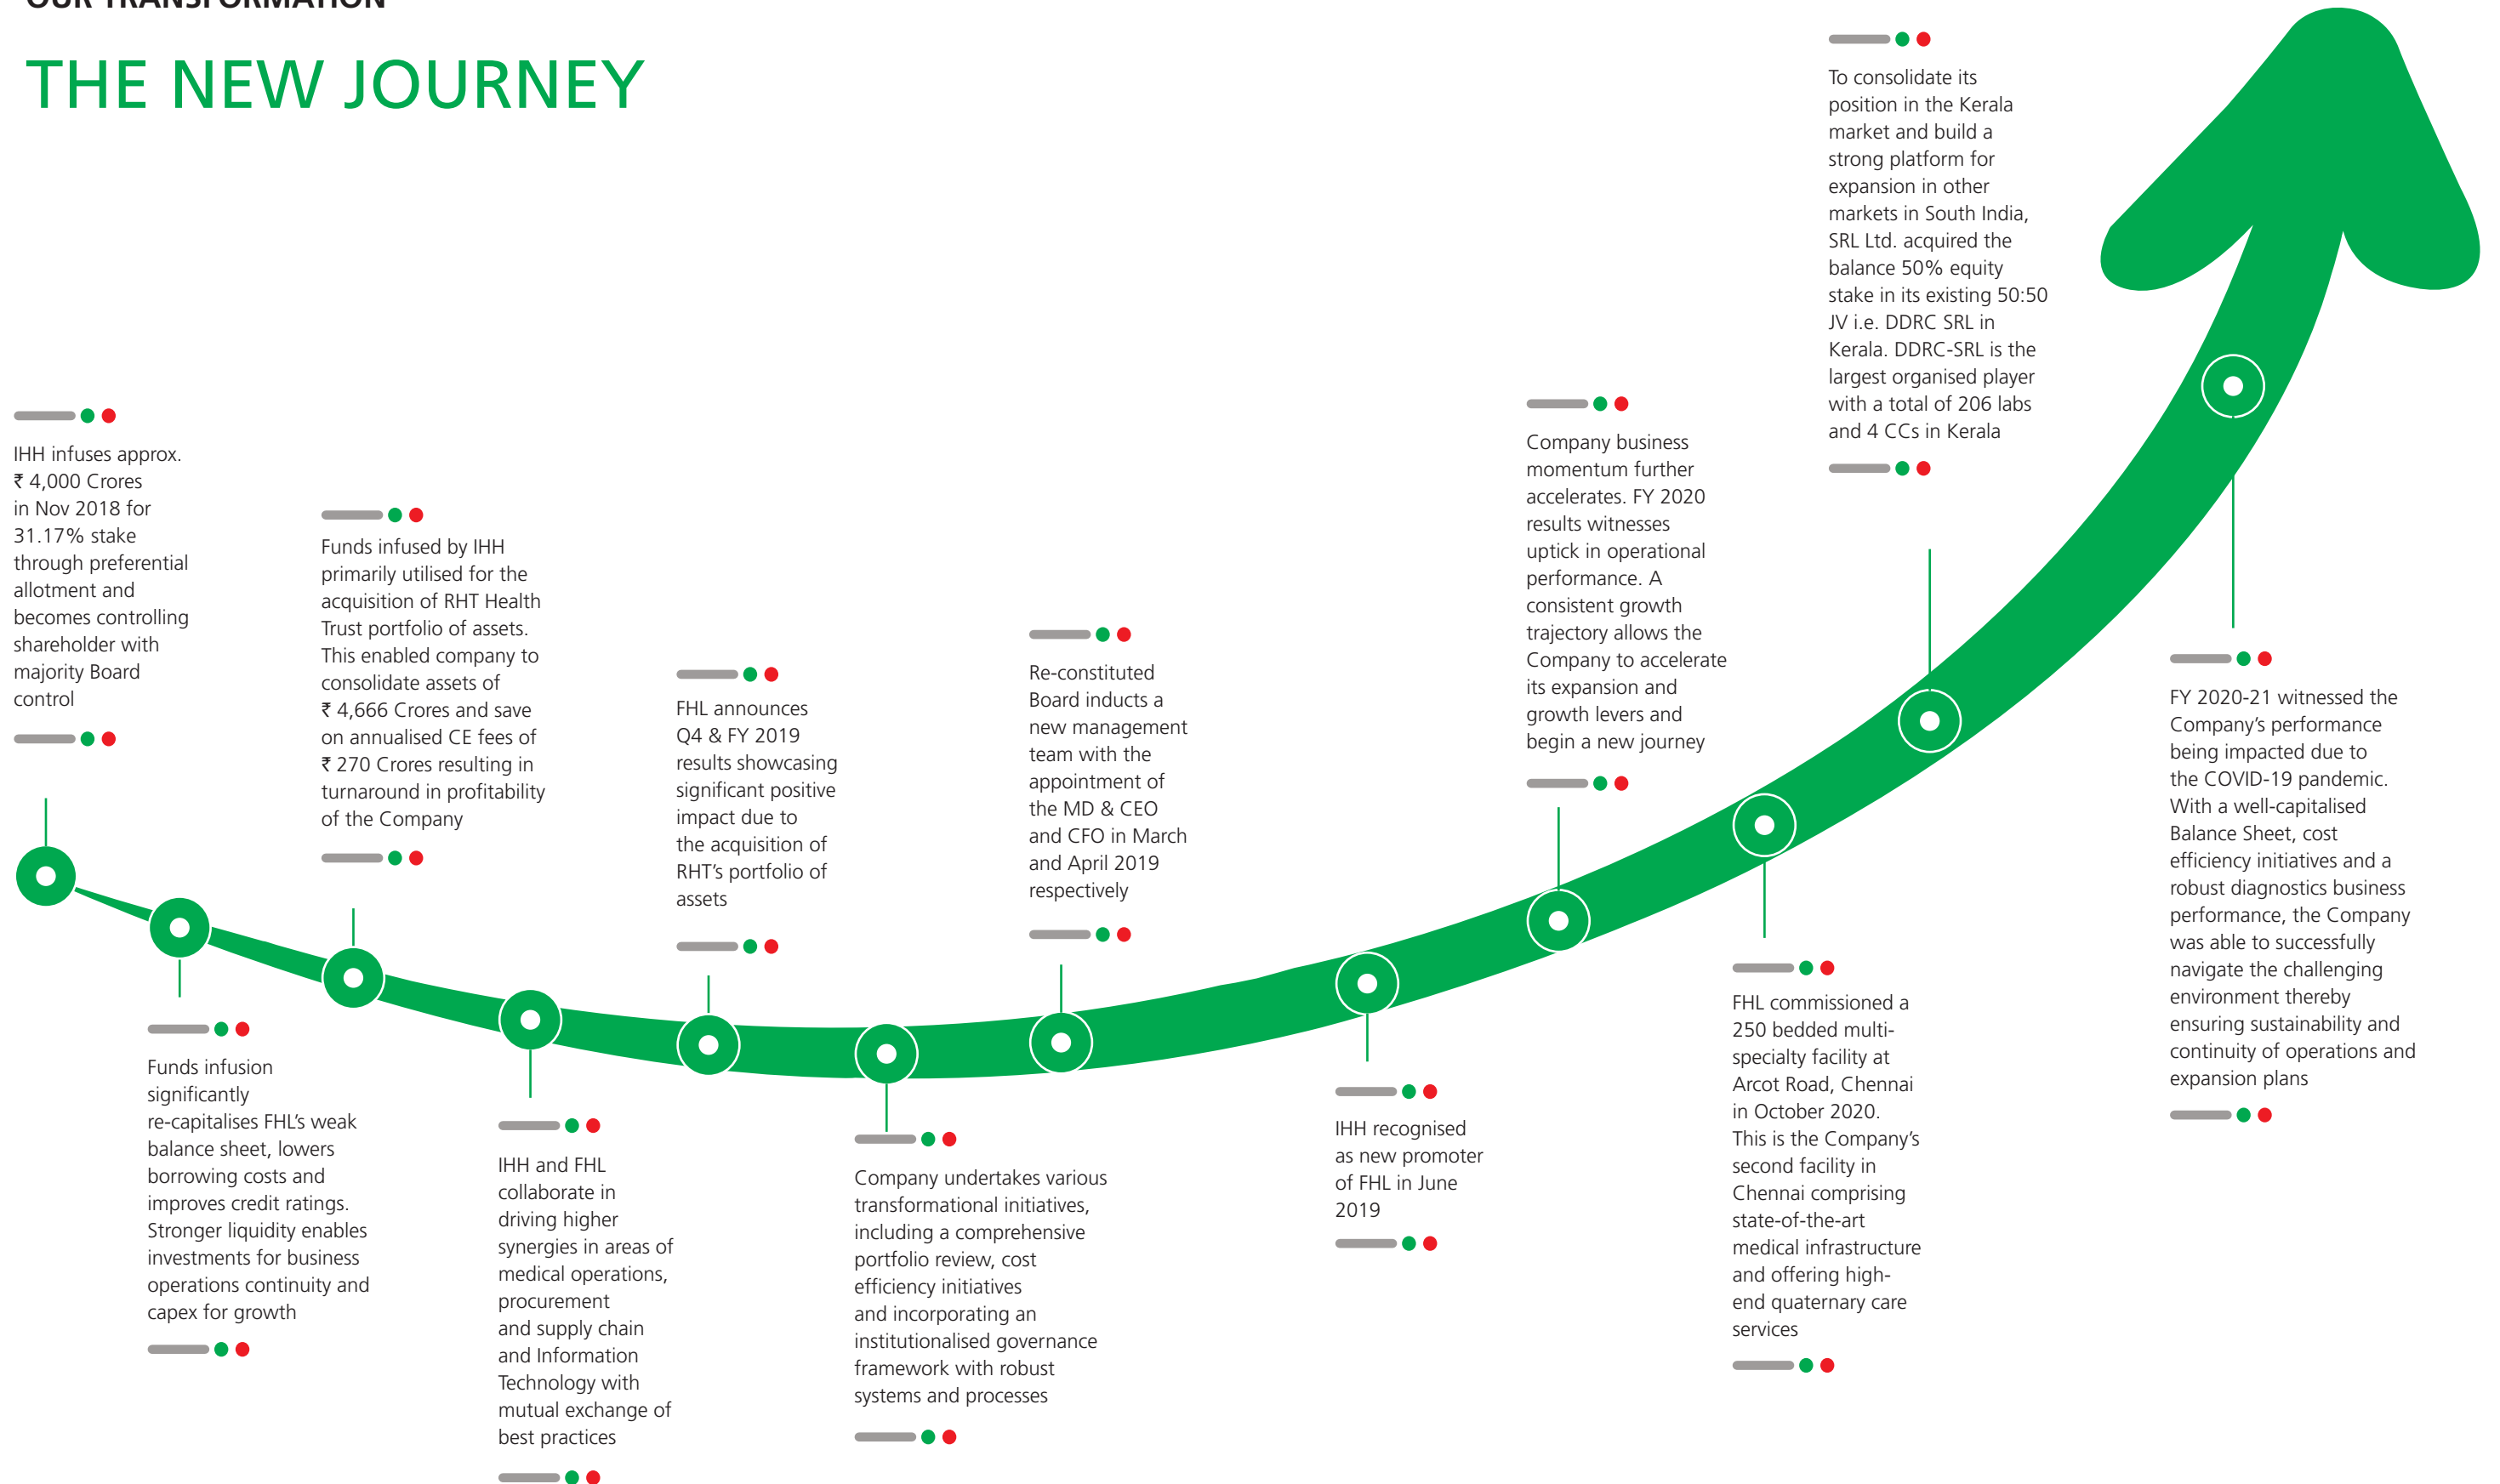 OUR TRANSFORMATION
THE NEW JOURNEY
IHH infuses approx.
₹ 4,000 Crores
in Nov 2018 for
31.17% stake
through preferential
allotment and
becomes controlling
shareholder with
majority Board
control
Funds infusion
significantly
re-capitalises FHL’s weak
balance sheet, lowers
borrowing costs and
improves credit ratings.
Stronger liquidity enables
investments for business
operations continuity and
capex for growth
Funds infused by IHH
primarily utilised for the
acquisition of RHT Health
Trust portfolio of assets.
This enabled company to
consolidate assets of
₹ 4,666 Crores and save
on annualised CE fees of
₹ 270 Crores resulting in
turnaround in profitability
of the Company
IHH and FHL
collaborate in
driving higher
synergies in areas of
medical operations,
procurement
and supply chain
and Information
Technology with
mutual exchange of
best practices
FHL announces
Q4 & FY 2019
results showcasing
significant positive
impact due to
the acquisition of
RHT’s portfolio of
assets
Company undertakes various
transformational initiatives,
including a comprehensive
portfolio review, cost
efficiency initiatives
and incorporating an
institutionalised governance
framework with robust
systems and processes
Re-constituted
Board inducts a
new management
team with the
appointment of
the MD & CEO
and CFO in March
and April 2019
respectively
IHH recognised
as new promoter
of FHL in June
2019
Company business
momentum further
accelerates. FY 2020
results witnesses
uptick in operational
performance. A
consistent growth
trajectory allows the
Company to accelerate
its expansion and
growth levers and
begin a new journey
FHL commissioned a
250 bedded multi-
specialty facility at
Arcot Road, Chennai
in October 2020.
This is the Company’s
second facility in
Chennai comprising
state-of-the-art
medical infrastructure
and offering high-
end quaternary care
services
To consolidate its
position in the Kerala
market and build a
strong platform for
expansion in other
markets in South India,
SRL Ltd. acquired the
balance 50% equity
stake in its existing 50:50
JV i.e. DDRC SRL in
Kerala. DDRC-SRL is the
largest organised player
with a total of 206 labs
and 4 CCs in Kerala
FY 2020-21 witnessed the
Company’s performance
being impacted due to
the COVID-19 pandemic.
With a well-capitalised
Balance Sheet, cost
efficiency initiatives and a
robust diagnostics business
performance, the Company
was able to successfully
navigate the challenging
environment thereby
ensuring sustainability and
continuity of operations and
expansion plans